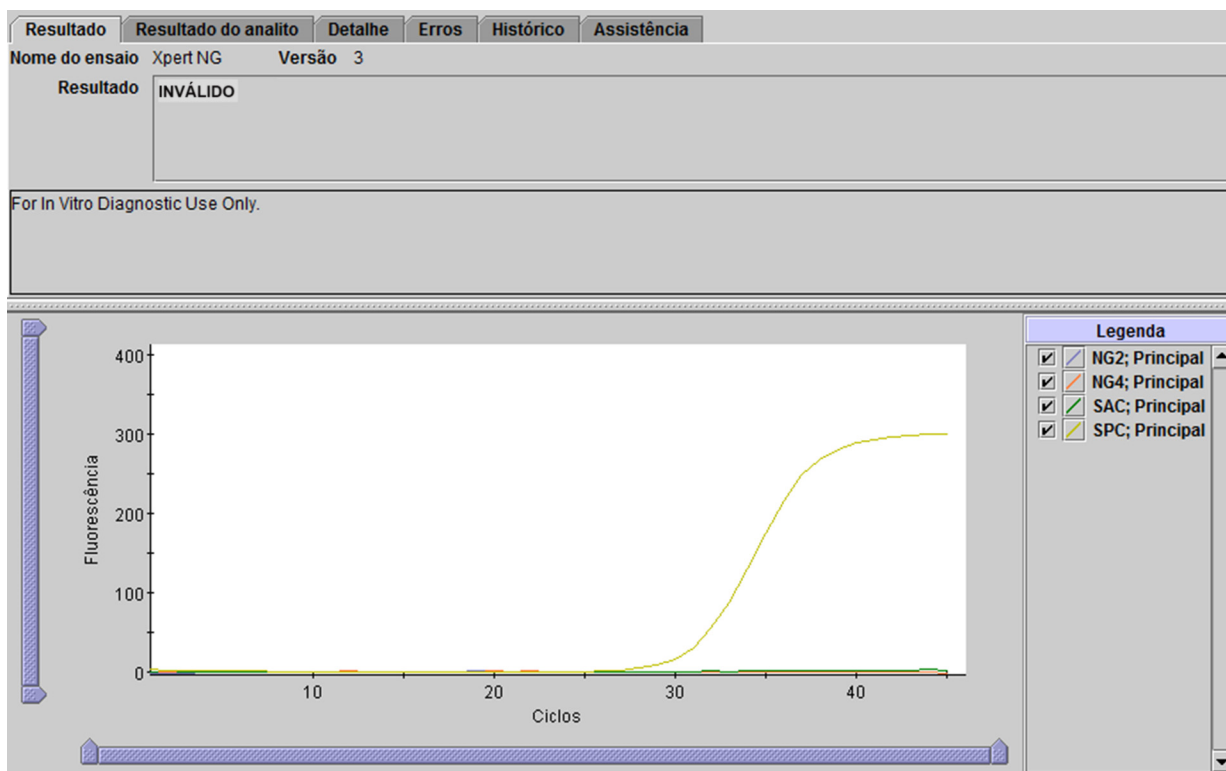 Resultado Resultado do analito Detalhe Erros Histórico Assistência
Nome do ensaio Xpert NG Versão 3
Resultado INVÁLIDO
For In Vitro Diagnostic Use Only.
Legenda
NG2; Principal
NG4; Principal
SAC; Principal
SPC; Principal
400
300
200
100
0
Fluorescência
10 20 30 40
Ciclos